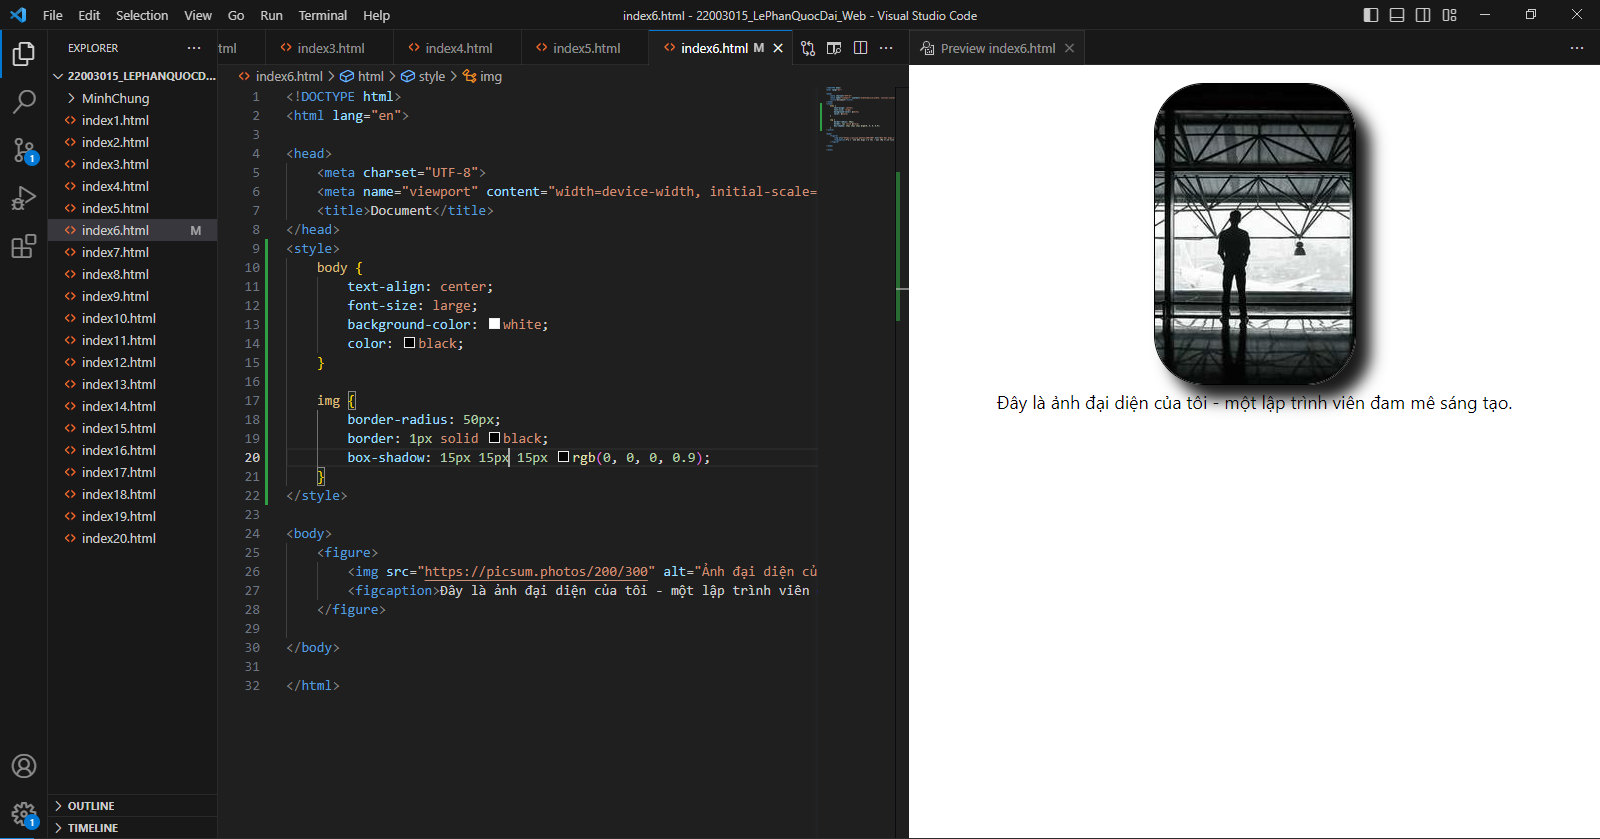 File Edit Selection View Go Run Terminal Help
index6.html - 22003015_LePhanQuocDai_Web - Visual Studio Code
EXPLORER
22003015_LEPHANQUOCD...
MinhChung
index1.html
index2.html
index3.html
index4.html
index5.html
index6.html M
index7.html
index8.html
index9.html
index10.html
index11.html
index12.html
index13.html
index14.html
index15.html
index16.html
index17.html
index18.html
index19.html
index20.html
OUTLINE
TIMELINE
1
1
tml index3.html index4.html index5.html index6.html M
index6.html > html > style > img
1 <!DOCTYPE html>
2 <html lang="en">
3
4 <head>
5 <meta charset="UTF-8">
6 <meta name="viewport" content="width=device-width, initial-scale=
7 <title>Document</title>
8 </head>
9 <style>
10 body {
11 text-align: center;
12 font-size: large;
13 background-color: white;
14 color: black;
15 }
16
17 img {
18 border-radius: 50px;
19 border: 1px solid black;
20 box-shadow: 15px 15px 15px rgb(0, 0, 0, 0.9);
21 }
22 </style>
23
24 <body>
25 <figure>
26 <img src="https://picsum.photos/200/300" alt="Ảnh đại diện củ
27 <figcaption>Đây là ảnh đại diện của tôi - một lập trình viên
28 </figure>
29
30 </body>
31
32 </html>
Preview index6.html
Đây là ảnh đại diện của tôi - một lập trình viên đam mê sáng tạo.